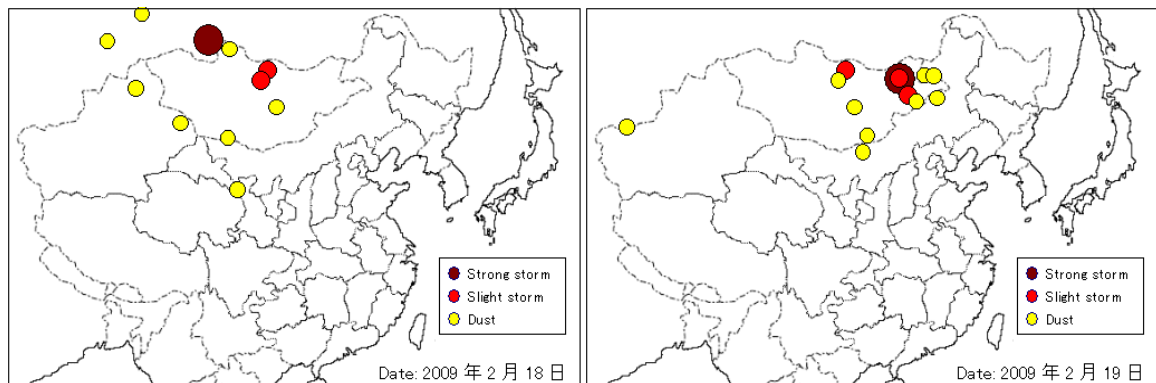 Strong storm
Slight storm
Dust
Date: 2009 年 2 月 18 日
Strong storm
Slight storm
Dust
Date: 2009 年 2 月 19 日